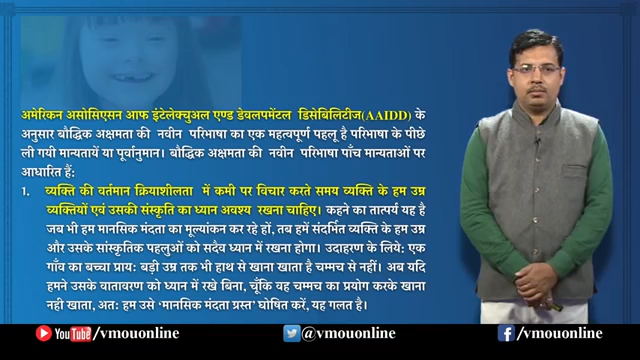 अमेरिकन असोसिएसन आफ इंटेलेक्चुअल एण्ड डेवलपमेंटल डिसेबिलिटीज(AAIDD) के
अनुसार बौद्धिक अक्षमता की नवीन परिभाषा का एक महत्वपूर्ण पहलू है परिभाषा के पीछे
ली गयी मान्यतायें या पूर्वानुमान। बौद्धिक अक्षमता की नवीन परिभाषा पाँच मान्यताओं पर
आधारित हैं:
1. व्यक्ति की वर्तमान क्रियाशीलता में कमी पर विचार करते समय व्यक्ति के हम उम्र
व्यक्तियों एवं उसकी संस्कृति का ध्यान अवश्य रखना चाहिए। कहने का तात्पर्य यह है
जब भी हम मानसिक मंदता का मूल्यांकन कर रहे हों, तब हमें संदर्भित व्यक्ति के हम उम्र
और उसके सांस्कृतिक पहलुओं को सदैव ध्यान में रखना होगा। उदाहरण के लिये: एक
गाँव का बच्चा प्राय: बड़ी उम्र तक भी हाथ से खाना खाता है चम्मच से नहीं। अब यदि
हमने उसके वातावरण को ध्यान में रखे बिना, चूँकि वह चम्मच का प्रयोग करके खाना
नही खाता, अत: हम उसे 'मानसिक मंदता प्रस्त' घोषित करें, यह गलत है।
YouTube /vmouonline /vmouonline /vmouonline